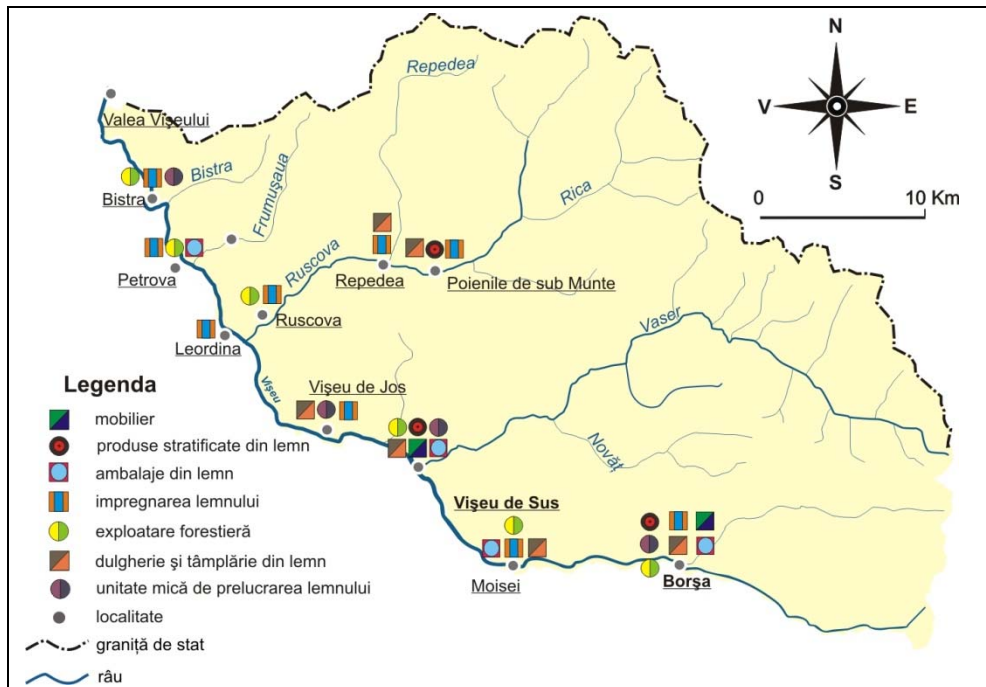 N
V
E
S
0
10 Km
Valea Vişeului
Bistra
Bistra
Frumuşaua
Repedea
Rica
Petrova
Ruscova
Repedea
Poienile de sub Munte
Ruscova
Leordina
Vaser
Vişeu
Vişeu de Jos
Novăţ
Vişeu de Sus
Moisei
Borşa
Legenda
mobilier
produse stratificate din lemn
ambalaje din lemn
impregnarea lemnului
exploatare forestieră
dulgherie şi tâmplărie din lemn
unitate mică de prelucrarea lemnului
localitate
graniță de stat
râu